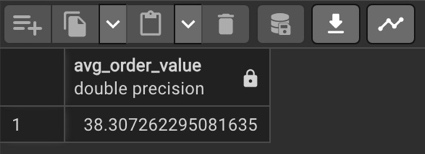 avg_order_value
double precision
1 38.307262295081635